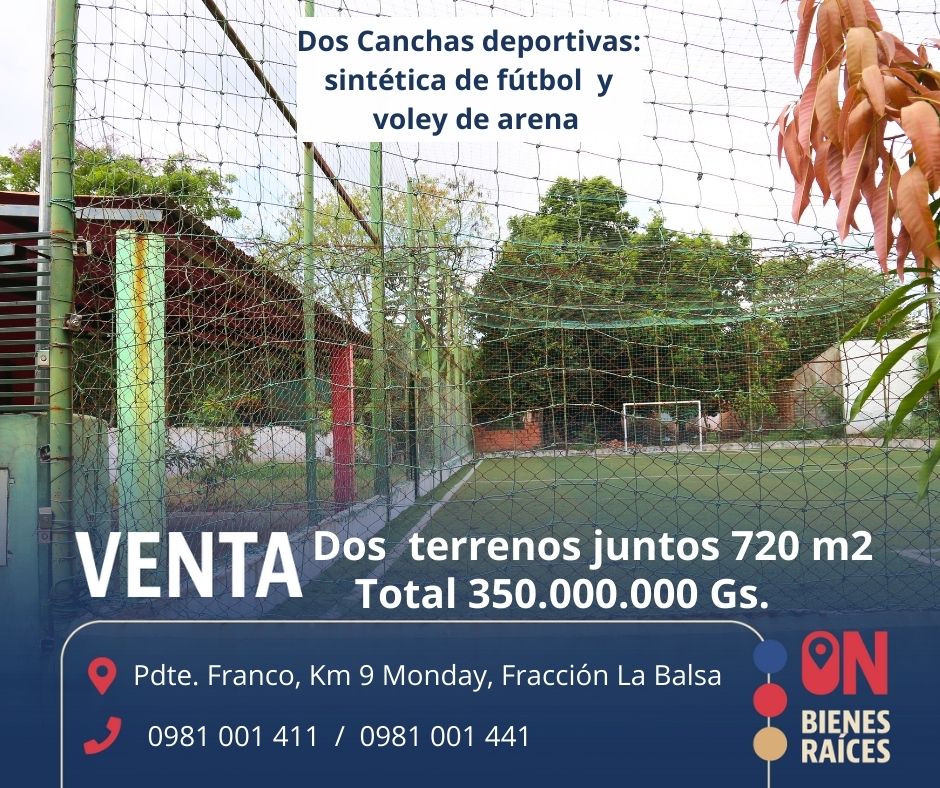 Dos Canchas deportivas:
sintética de fútbol y
voley de arena
VENTA
Dos terrenos juntos 720 m2
Total 350.000.000 Gs.
Pdte. Franco, Km 9 Monday, Fracción La Balsa
0981 001 411 / 0981 001 441
ON
BIENES
RAÍCES